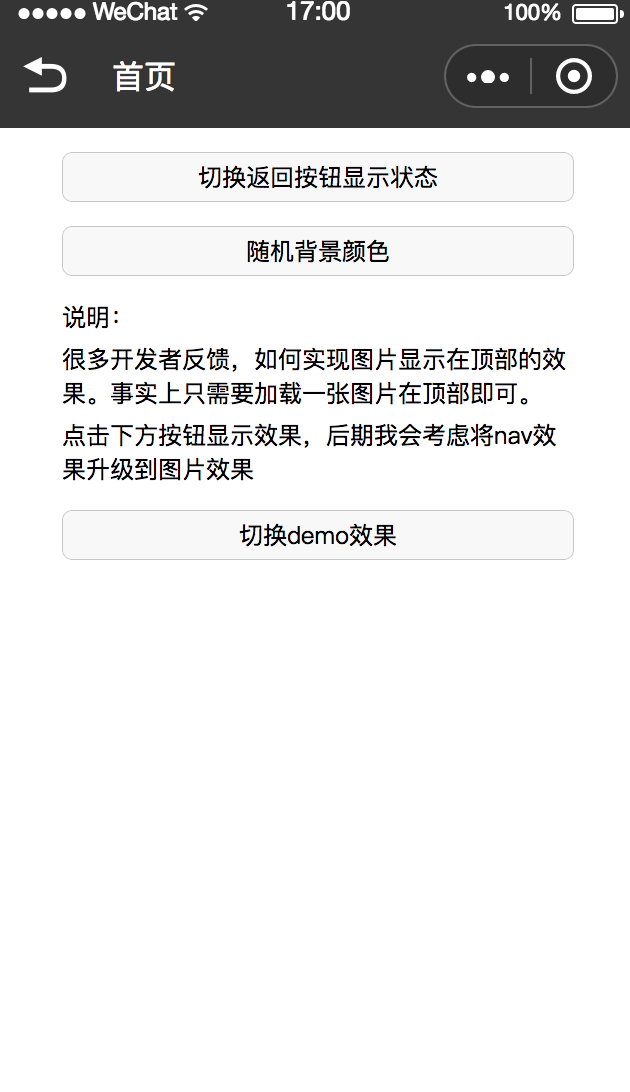 WeChat 17:00 100%
首页
切换返回按钮显示状态
随机背景颜色
说明：
很多开发者反馈，如何实现图片显示在顶部的效
果。事实上只需要加载一张图片在顶部即可。
点击下方按钮显示效果，后期我会考虑将nav效
果升级到图片效果
切换demo效果